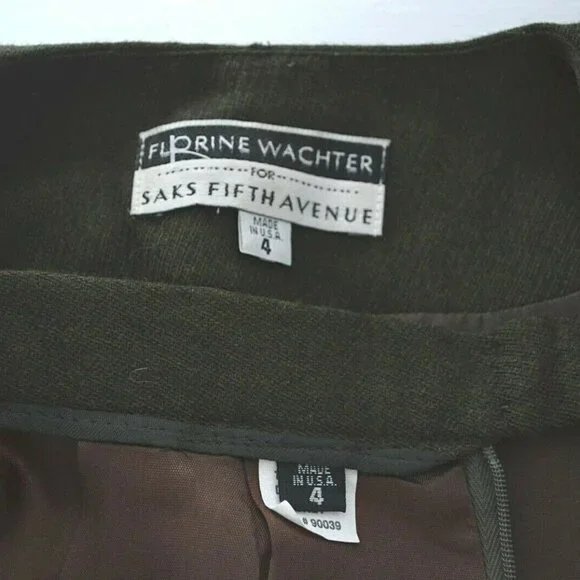 FLORINE WACHTER
FOR
SAKS FIFTH AVENUE
MADE
IN U.S.A.
4
MADE
IN U.S.A.
4
# 90039